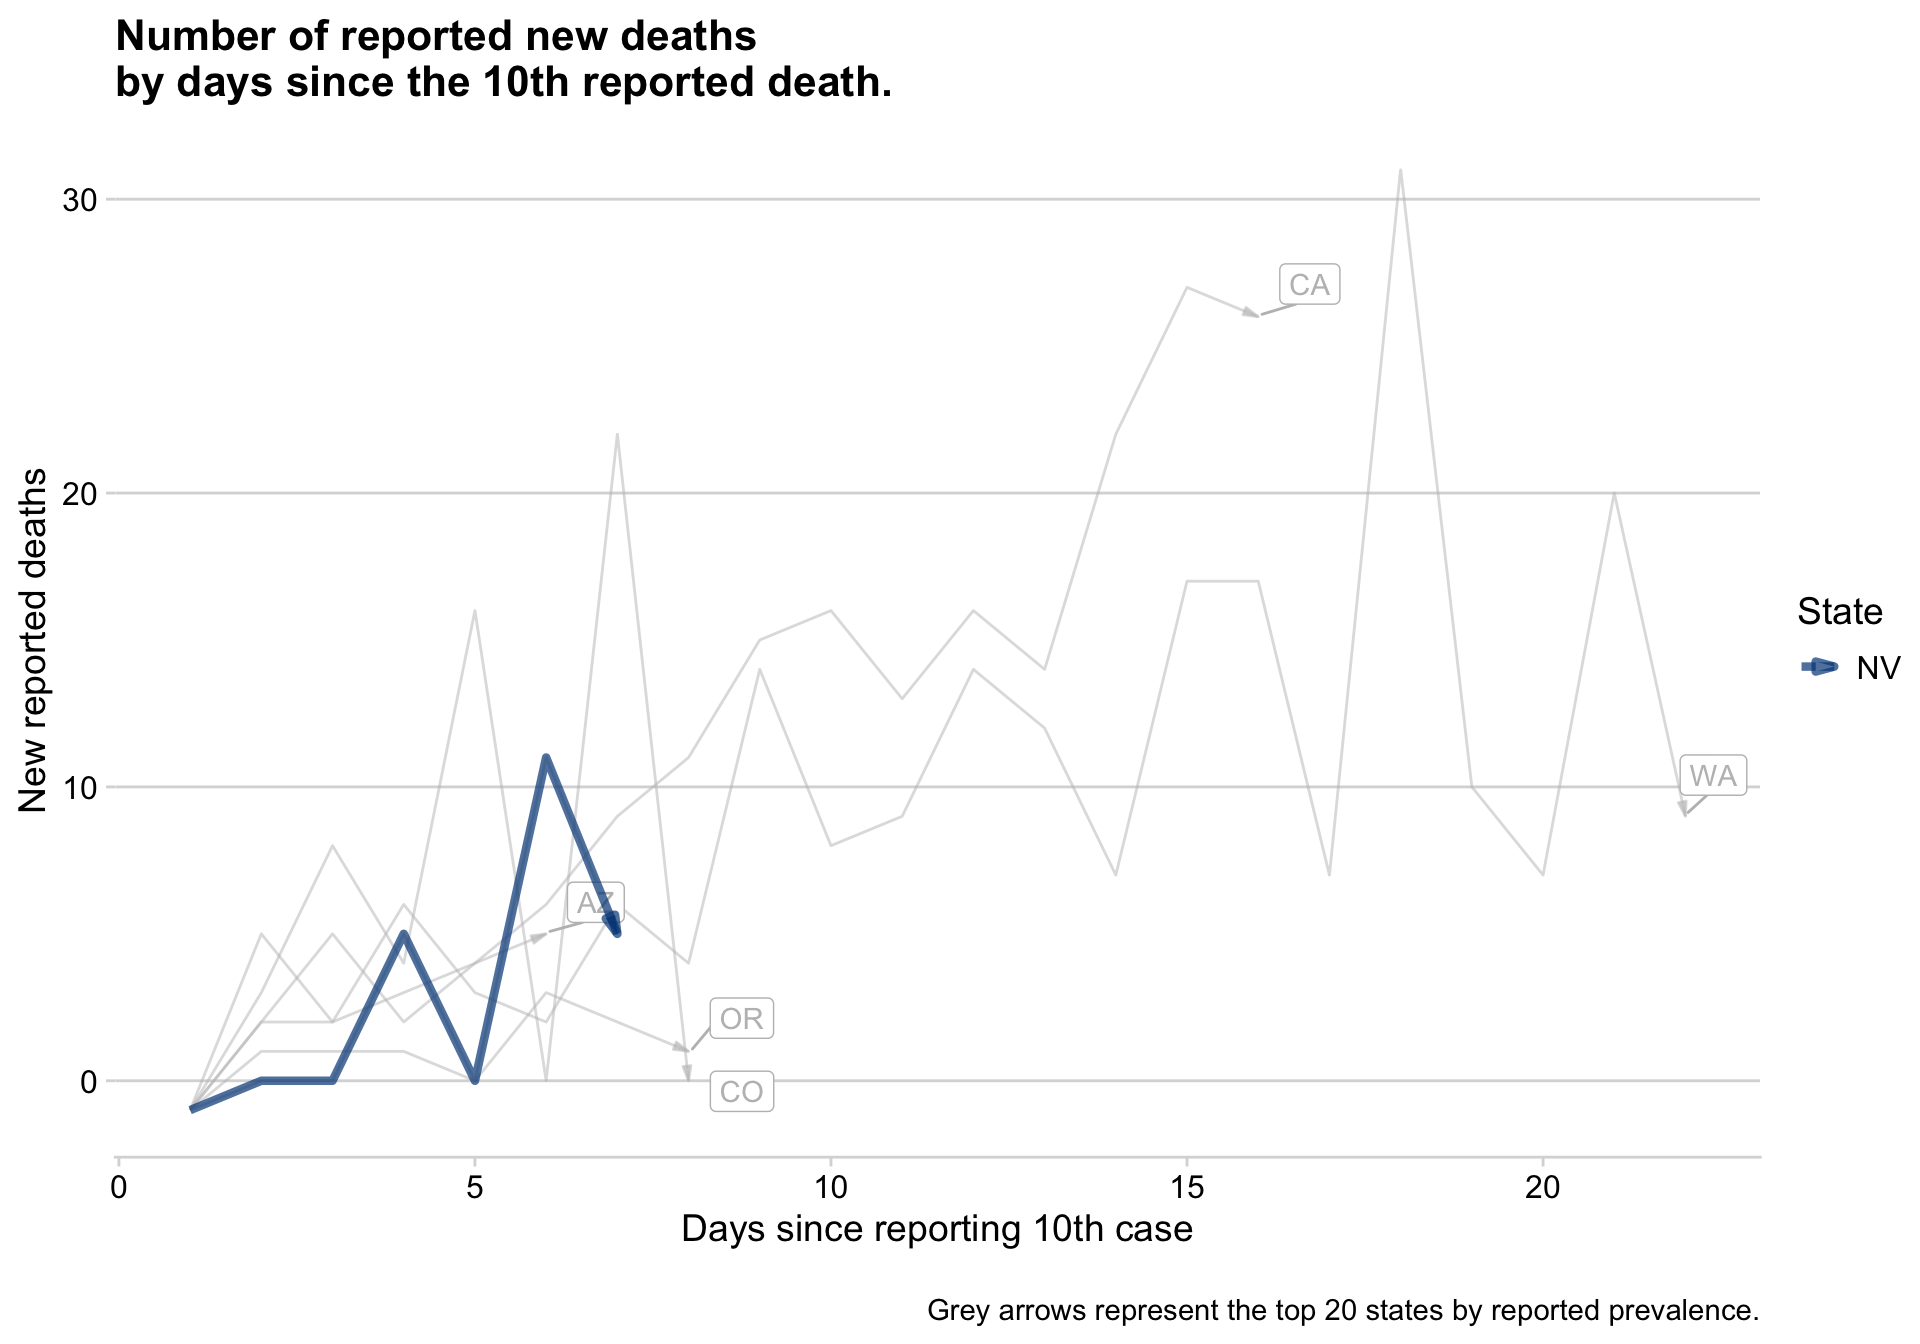 Number of reported new deaths
by days since the 10th reported death.
30
20
10
0
New reported deaths
CA
WA
AZ
OR
CO
State
NV
0
5
10
15
20
Days since reporting 10th case
Grey arrows represent the top 20 states by reported prevalence.